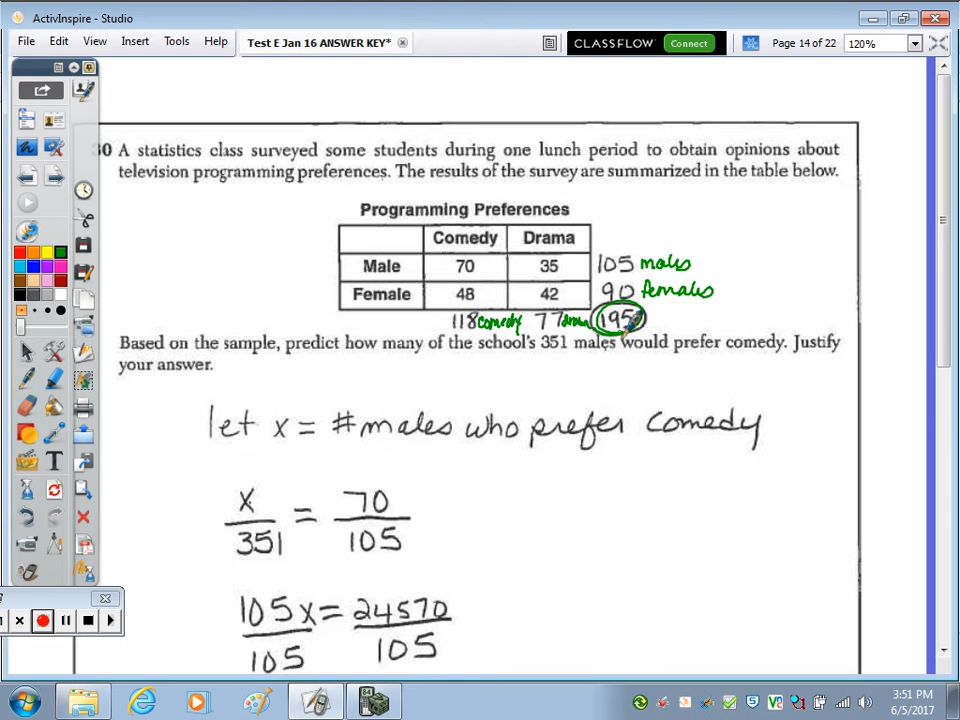 ActivInspire - Studio
File Edit View Insert Tools Help
Test E Jan 16 ANSWER KEY*
CLASSFLOW Connect
Page 14 of 22
120%
30 A statistics class surveyed some students during one lunch period to obtain opinions about
television programming preferences. The results of the survey are summarized in the table below.
Programming Preferences
Comedy Drama
Male 70 35 105 males
Female 48 42 90 females
118 comedy 77 drama 195
Based on the sample, predict how many of the school's 351 males would prefer comedy. Justify
your answer.
let x = # males who prefer comedy
x = 70
351 105
105x = 24570
105 105
3:51 PM
6/5/2017